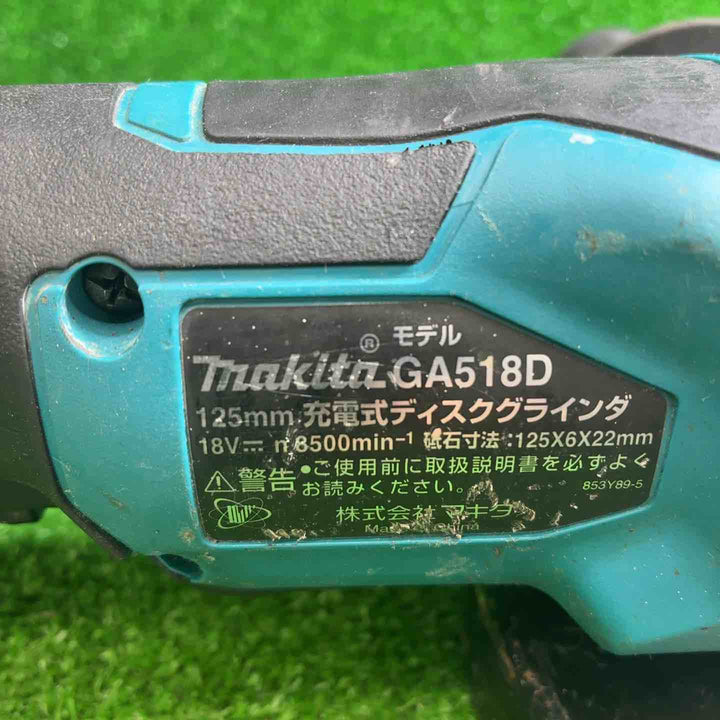 モデル
makita® GA518D
125mm 充電式ディスクグラインダ
18V⎓ n 8500min⁻¹ 砥石寸法:125X6X22mm
⚠警告 •ご使用前に取扱説明書を必ずよく
お読みください。 853Y89-5
株式会社マキタ
Made in China